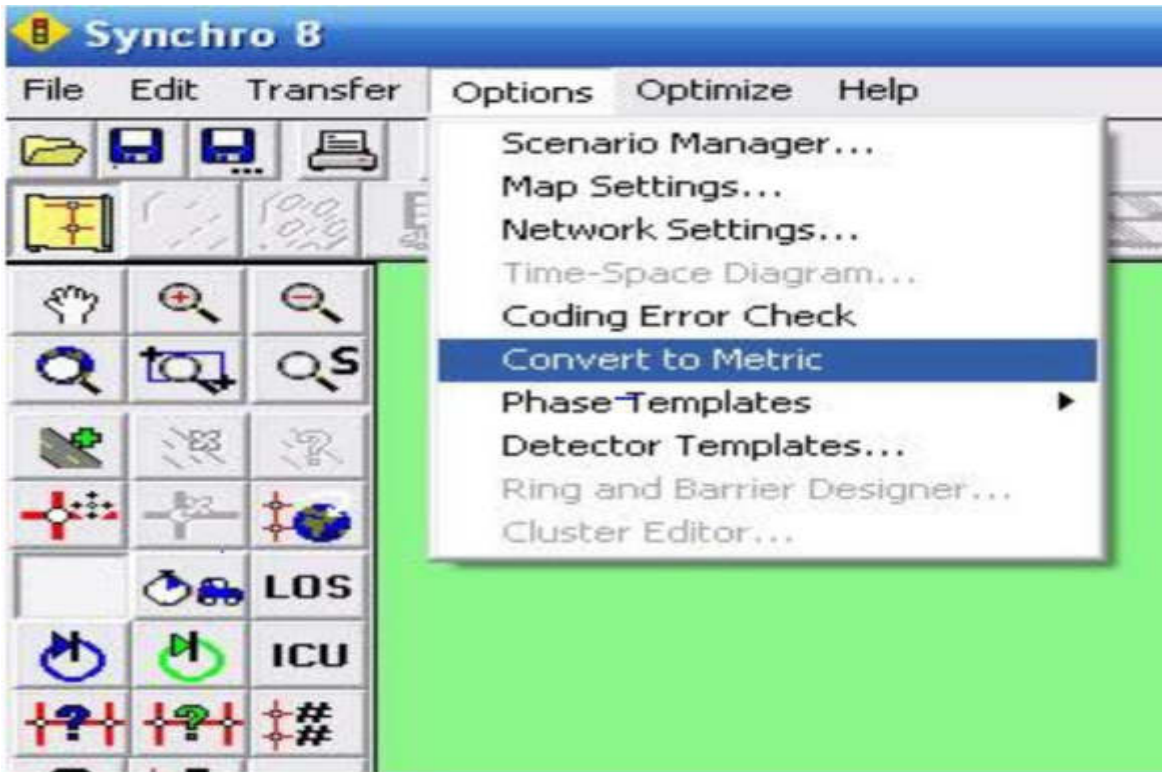 Synchro 8
File Edit Transfer Options Optimize Help
Scenario Manager...
Map Settings...
Network Settings...
Time-Space Diagram...
Coding Error Check
Convert to Metric
Phase Templates
Detector Templates...
Ring and Barrier Designer...
Cluster Editor...
S
LOS
ICU
#
#